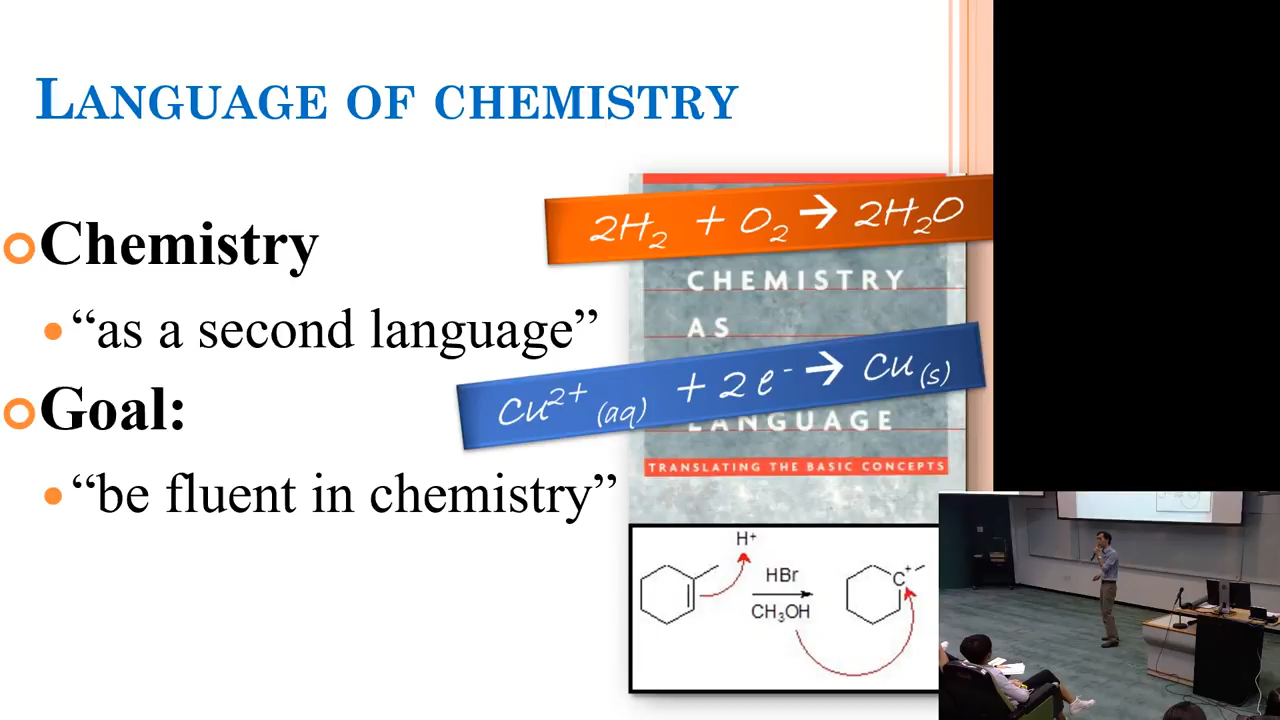 LANGUAGE OF CHEMISTRY
Chemistry
“as a second language”
Goal:
“be fluent in chemistry”
2H₂ + O₂ → 2H₂O
CHEMISTRY
AS
Cu²⁺ (aq) + 2e⁻ → Cu (s)
LANGUAGE
TRANSLATING THE BASIC CONCEPTS
H⁺
HBr
CH₃OH
C⁺